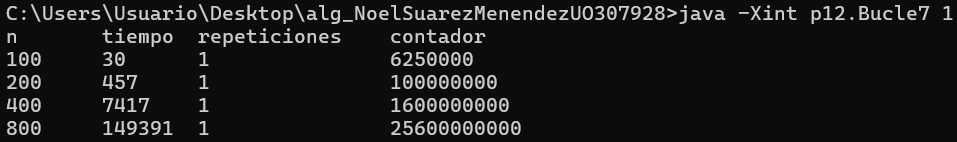 C:\Users\Usuario\Desktop\alg_NoelSuarezMenendezUO307928>java -Xint p12.Bucle7 1
n tiempo repeticiones contador
100 30 1 6250000
200 457 1 100000000
400 7417 1 1600000000
800 149391 1 25600000000